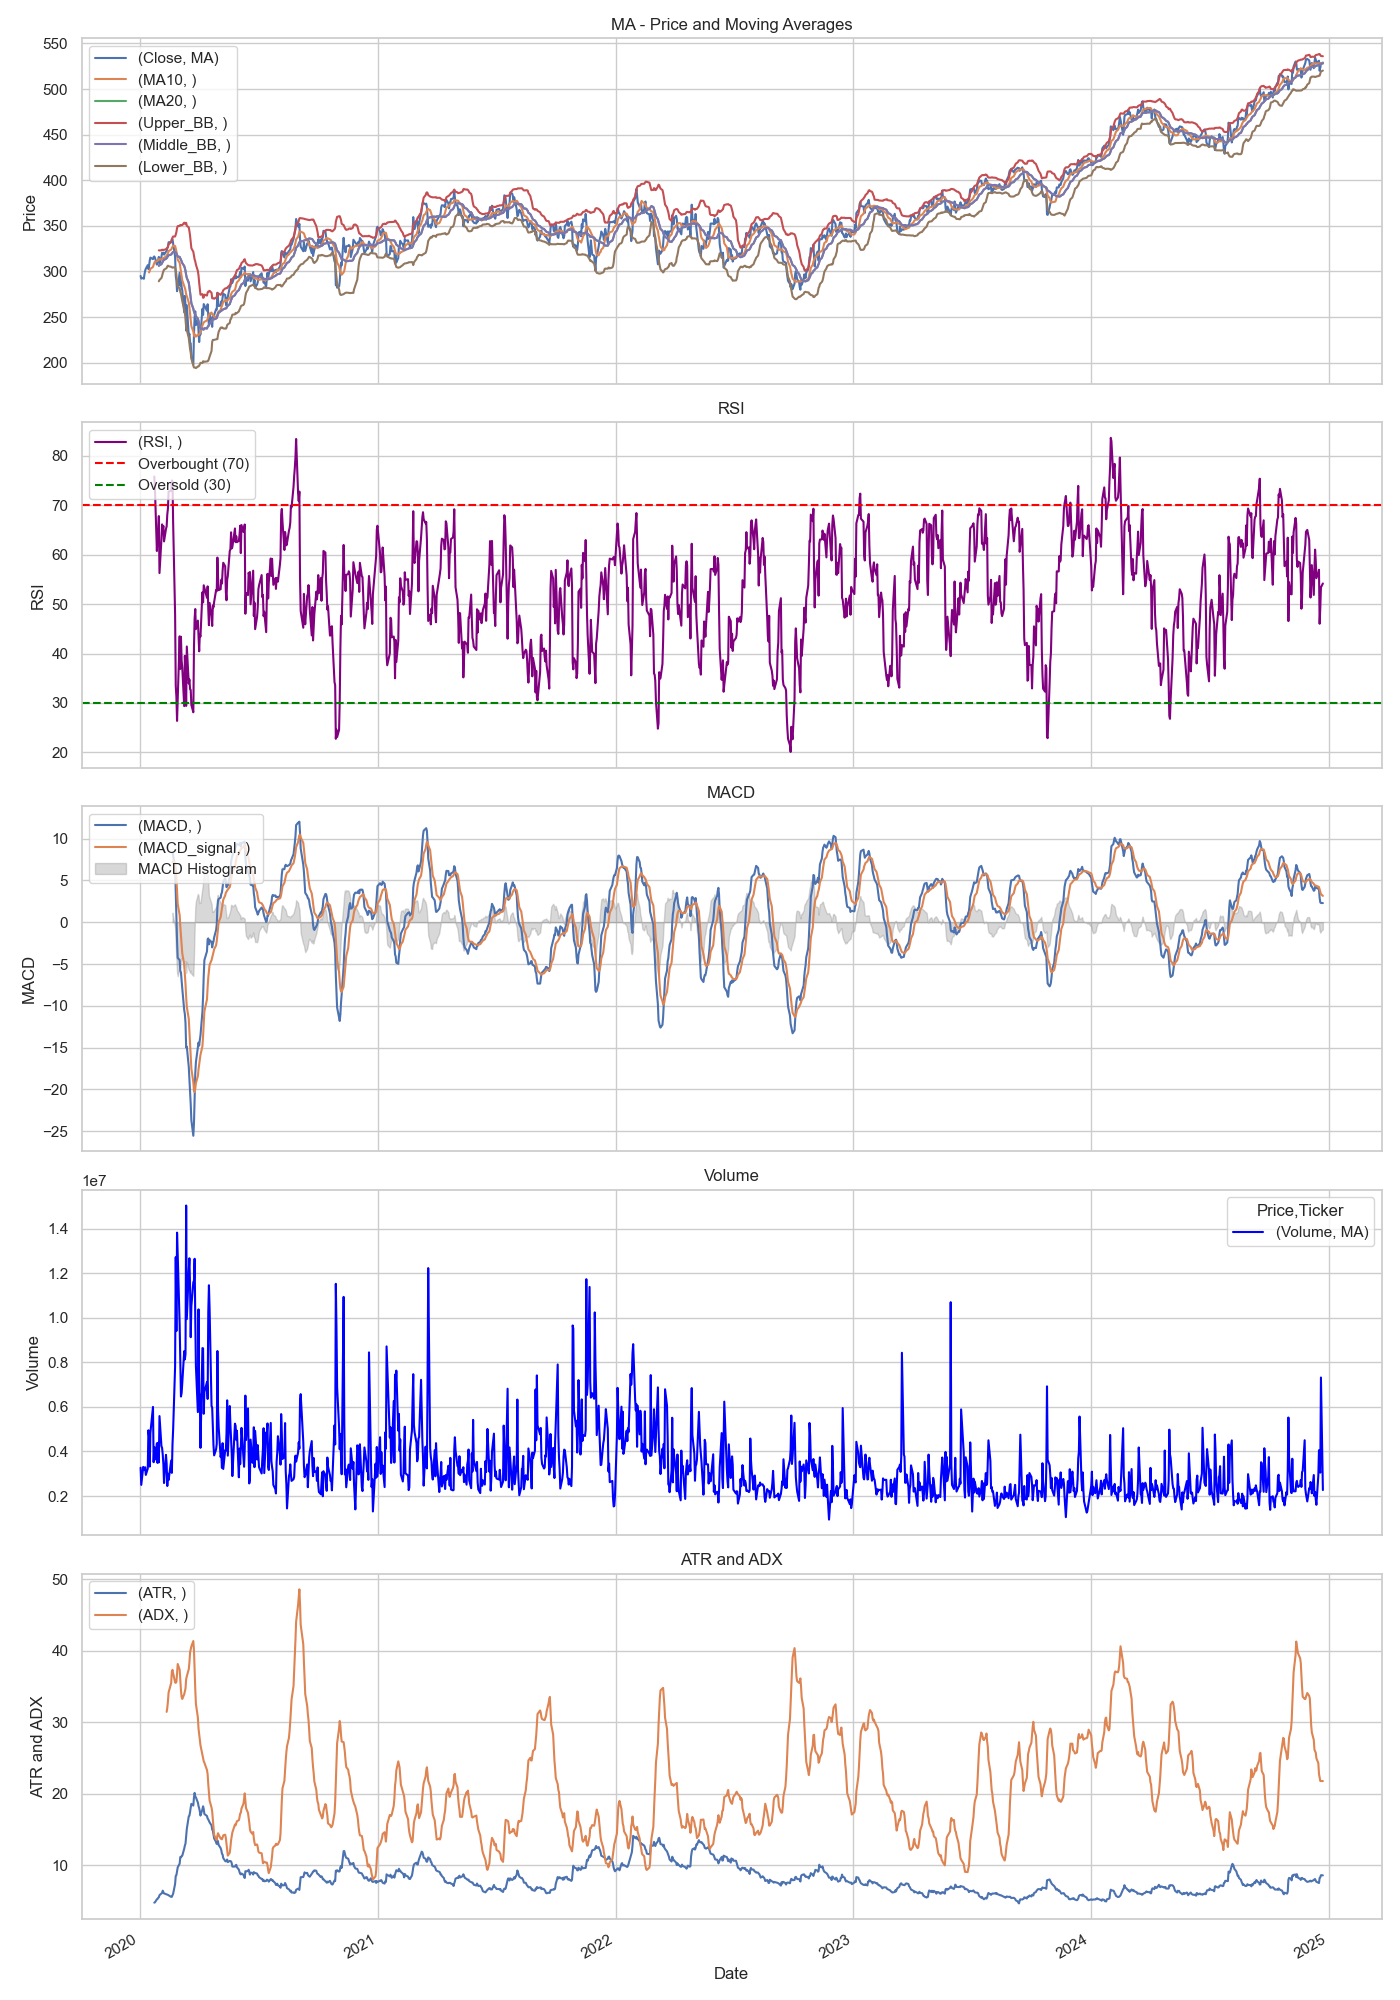 MA - Price and Moving Averages
550
500
450
400
350
300
250
200
Price
(Close, MA)
(MA10, )
(MA20, )
(Upper_BB, )
(Middle_BB, )
(Lower_BB, )
RSI
80
70
60
50
40
30
20
RSI
(RSI, )
Overbought (70)
Oversold (30)
MACD
10
5
0
−5
−10
−15
−20
−25
MACD
(MACD, )
(MACD_signal, )
MACD Histogram
Volume
1e7
1.4
1.2
1.0
0.8
0.6
0.4
0.2
Volume
Price,Ticker
(Volume, MA)
ATR and ADX
50
40
30
20
10
ATR and ADX
(ATR, )
(ADX, )
2020
2021
2022
2023
2024
2025
Date